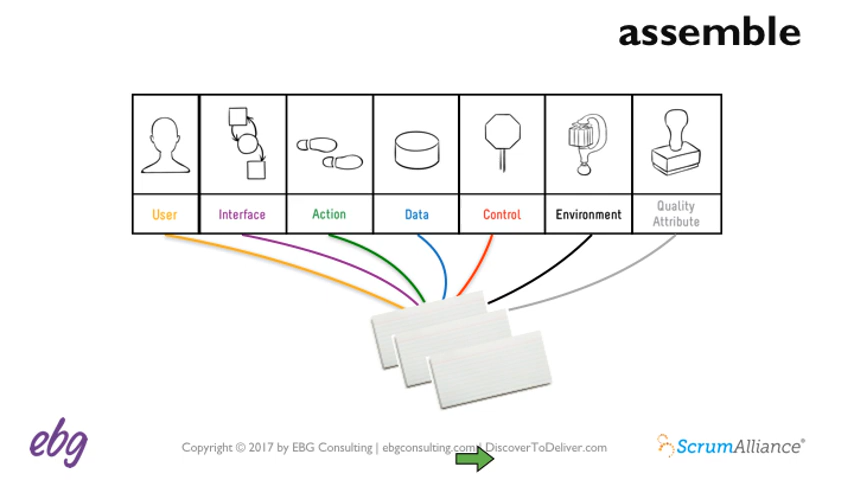 assemble
User
Interface
Action
Data
Control
Environment
Quality
Attribute
ebg
Copyright © 2017 by EBG Consulting | ebgconsulting.com | DiscoverToDeliver.com
ScrumAlliance®